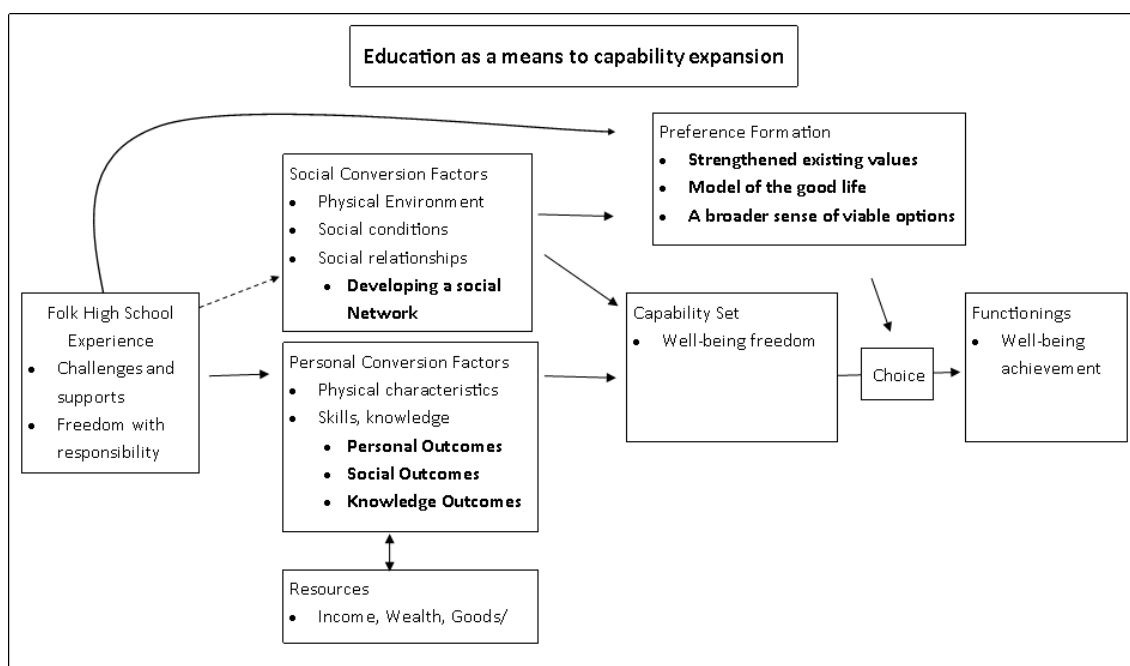 Education as a means to capability expansion
Preference Formation
• Strengthened existing values
• Model of the good life
• A broader sense of viable options
Social Conversion Factors
• Physical Environment
• Social conditions
• Social relationships
• Developing a social
Network
Folk High School
Experience
• Challenges and
supports
• Freedom with
responsibility
Personal Conversion Factors
• Physical characteristics
• Skills, knowledge
• Personal Outcomes
• Social Outcomes
• Knowledge Outcomes
Capability Set
• Well-being freedom
Choice
Functionings
• Well-being
achievement
Resources
• Income, Wealth, Goods/